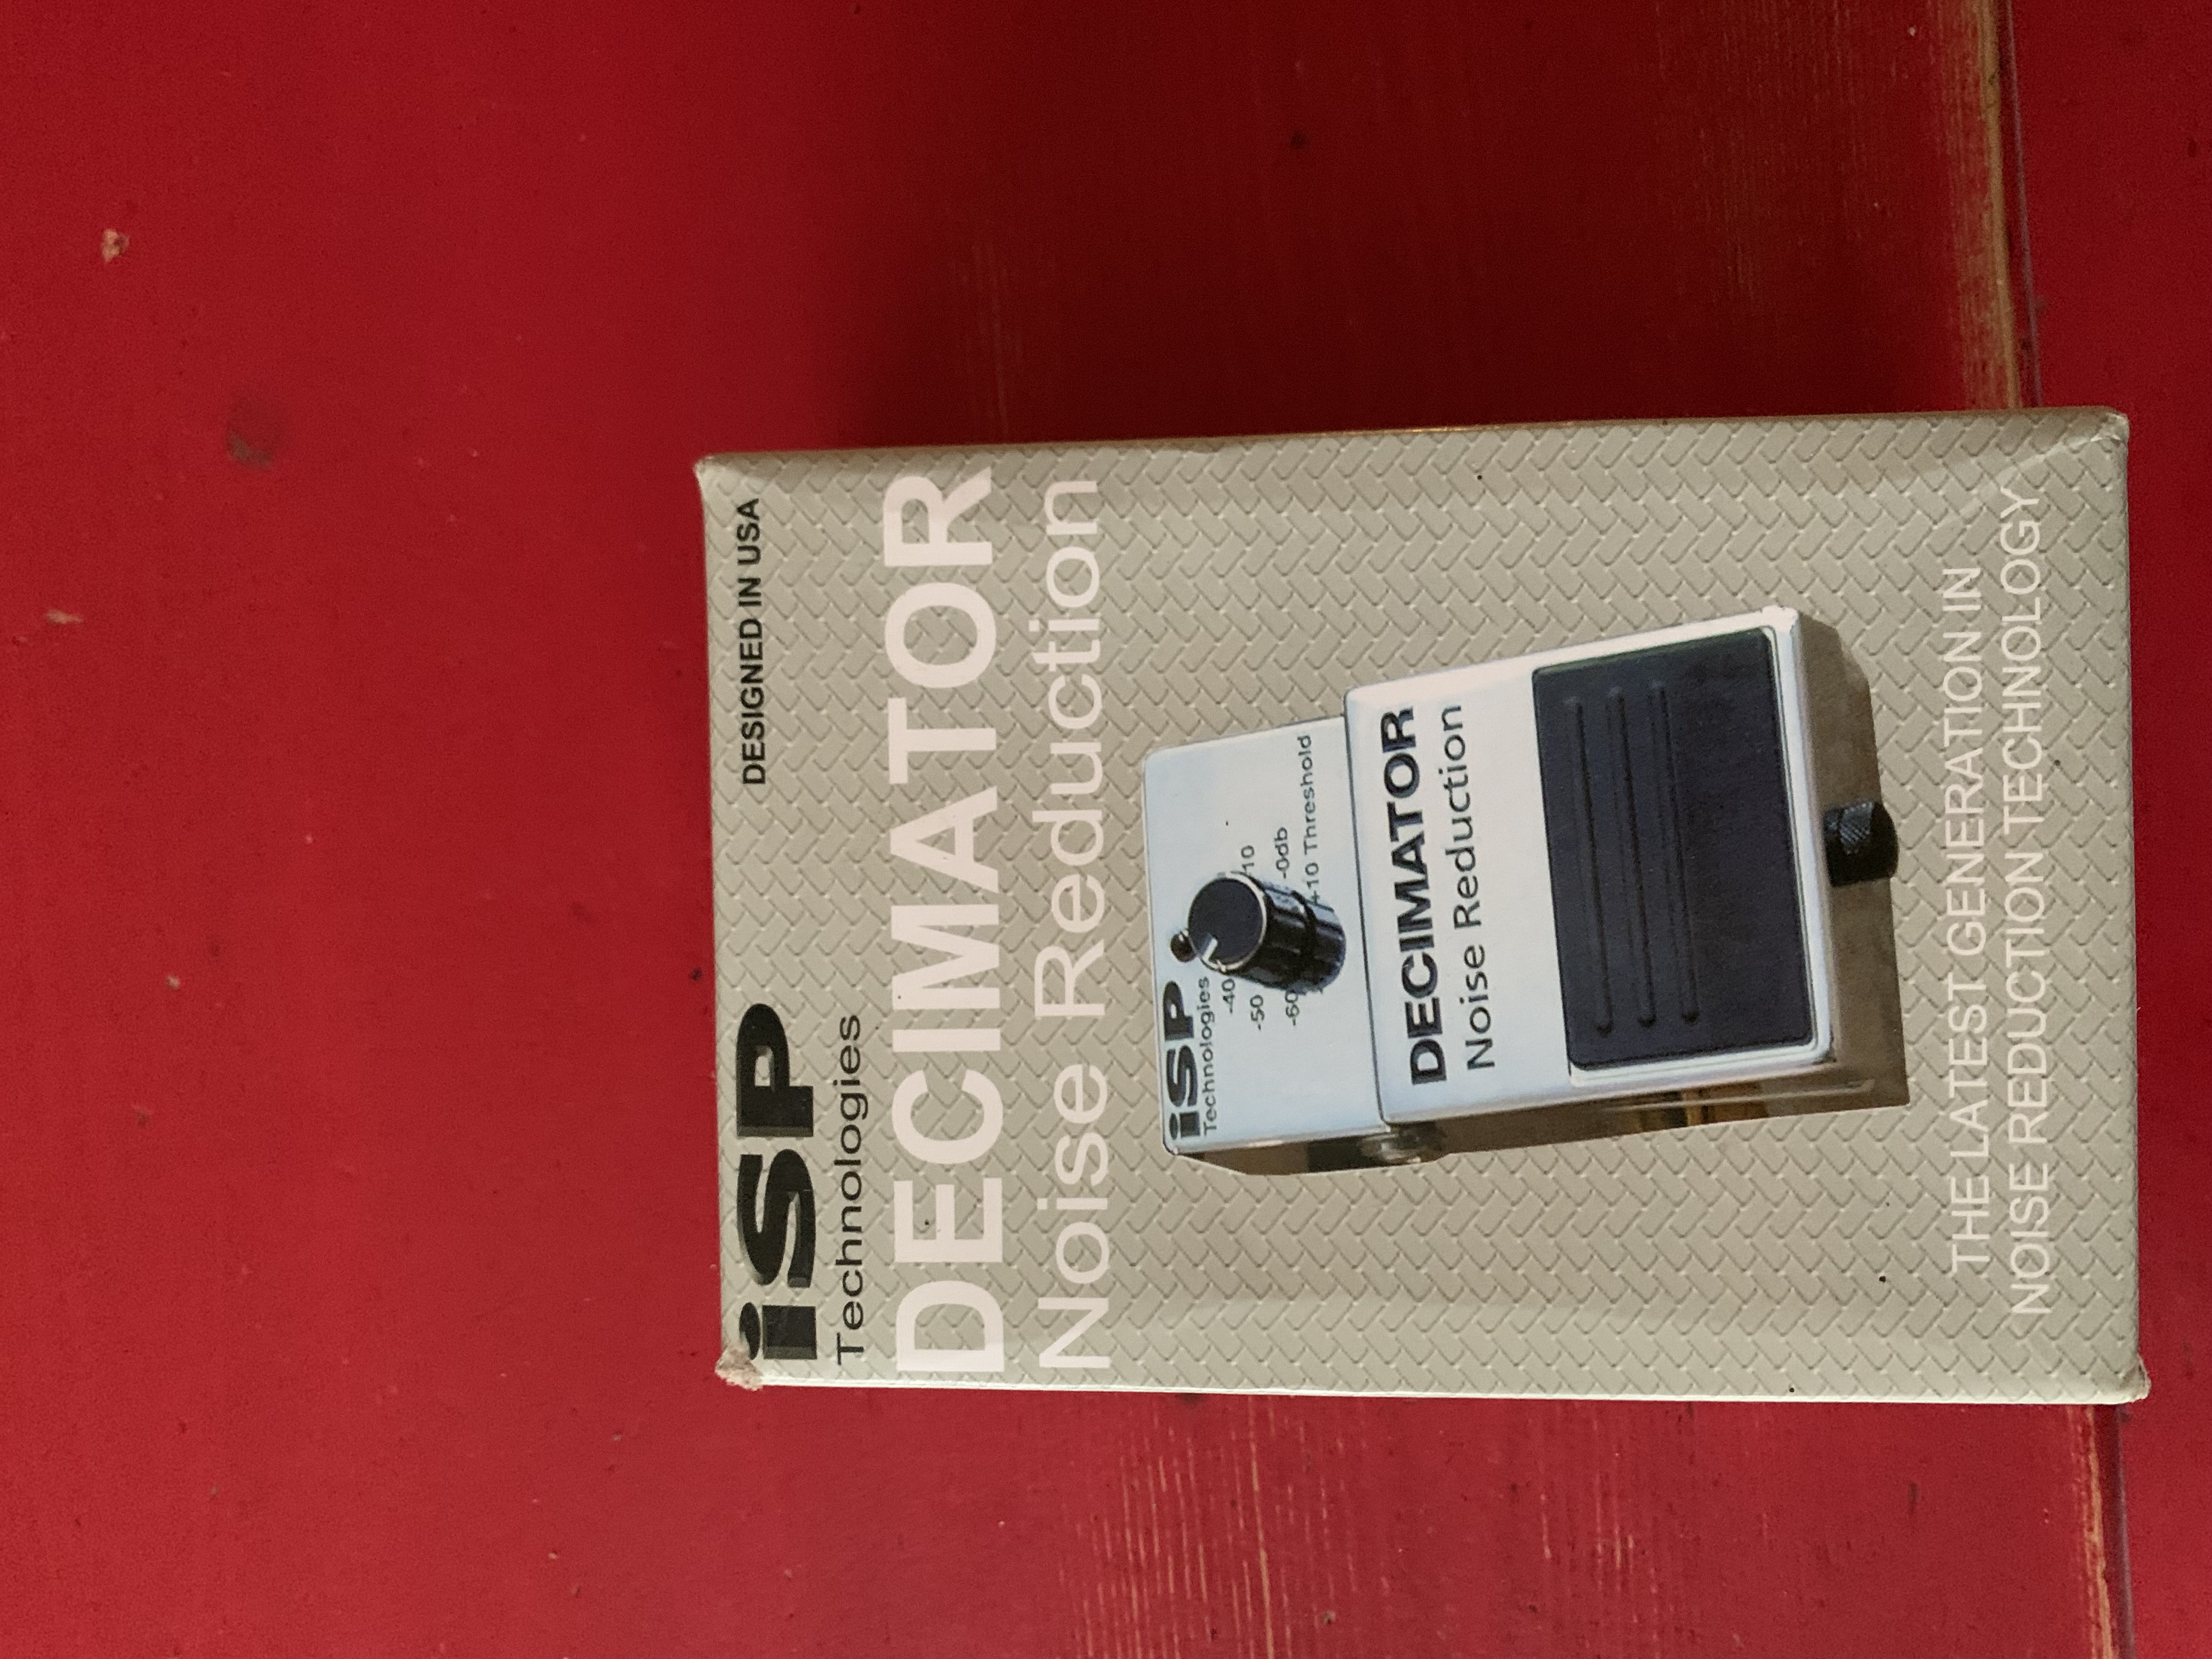 iSP
Technologies
DESIGNED IN USA
DECIMATOR
Noise Reduction
iSP
Technologies
-40
-50
-60
10
-0db
+10 Threshold
DECIMATOR
Noise Reduction
THE LATEST GENERATION IN
NOISE REDUCTION TECHNOLOGY